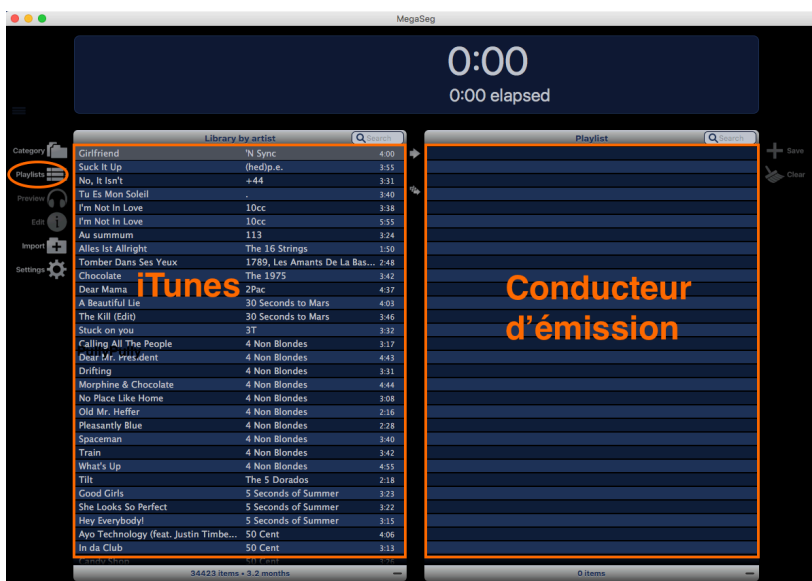 MegaSeg
0:00
0:00 elapsed
Library by artist Search
Playlist Search
Category
Playlists
Preview
Edit
Import
Settings
Save
Clear
Girlfriend 'N Sync 4:00
Suck It Up (hed)p.e. 3:55
No, It Isn't +44 3:31
Tu Es Mon Soleil . 3:40
I'm Not In Love 10cc 3:38
I'm Not In Love 10cc 5:55
Au summum 113 3:24
Alles Ist Allright The 16 Strings 1:50
Tomber Dans Ses Yeux 1789, Les Amants De La Bas... 2:48
Chocolate The 1975 3:42
Dear Mama 2Pac 4:37
A Beautiful Lie 30 Seconds to Mars 4:03
The Kill (Edit) 30 Seconds to Mars 3:46
Stuck on you 3T 3:32
Calling All The People 4 Non Blondes 3:17
Dear Mr. President 4 Non Blondes 4:43
Drifting 4 Non Blondes 3:31
Morphine & Chocolate 4 Non Blondes 4:44
No Place Like Home 4 Non Blondes 3:08
Old Mr. Heffer 4 Non Blondes 2:16
Pleasantly Blue 4 Non Blondes 2:28
Spaceman 4 Non Blondes 3:40
Train 4 Non Blondes 3:42
What's Up 4 Non Blondes 4:55
Tilt The 5 Dorados 2:18
Good Girls 5 Seconds of Summer 3:23
She Looks So Perfect 5 Seconds of Summer 3:22
Hey Everybody! 5 Seconds of Summer 3:15
Ayo Technology (feat. Justin Timbe... 50 Cent 4:06
In da Club 50 Cent 3:13
Candy Shop 50 Cent 3:26
iTunes
Conducteur
d'émission
34423 items • 3.2 months
0 items